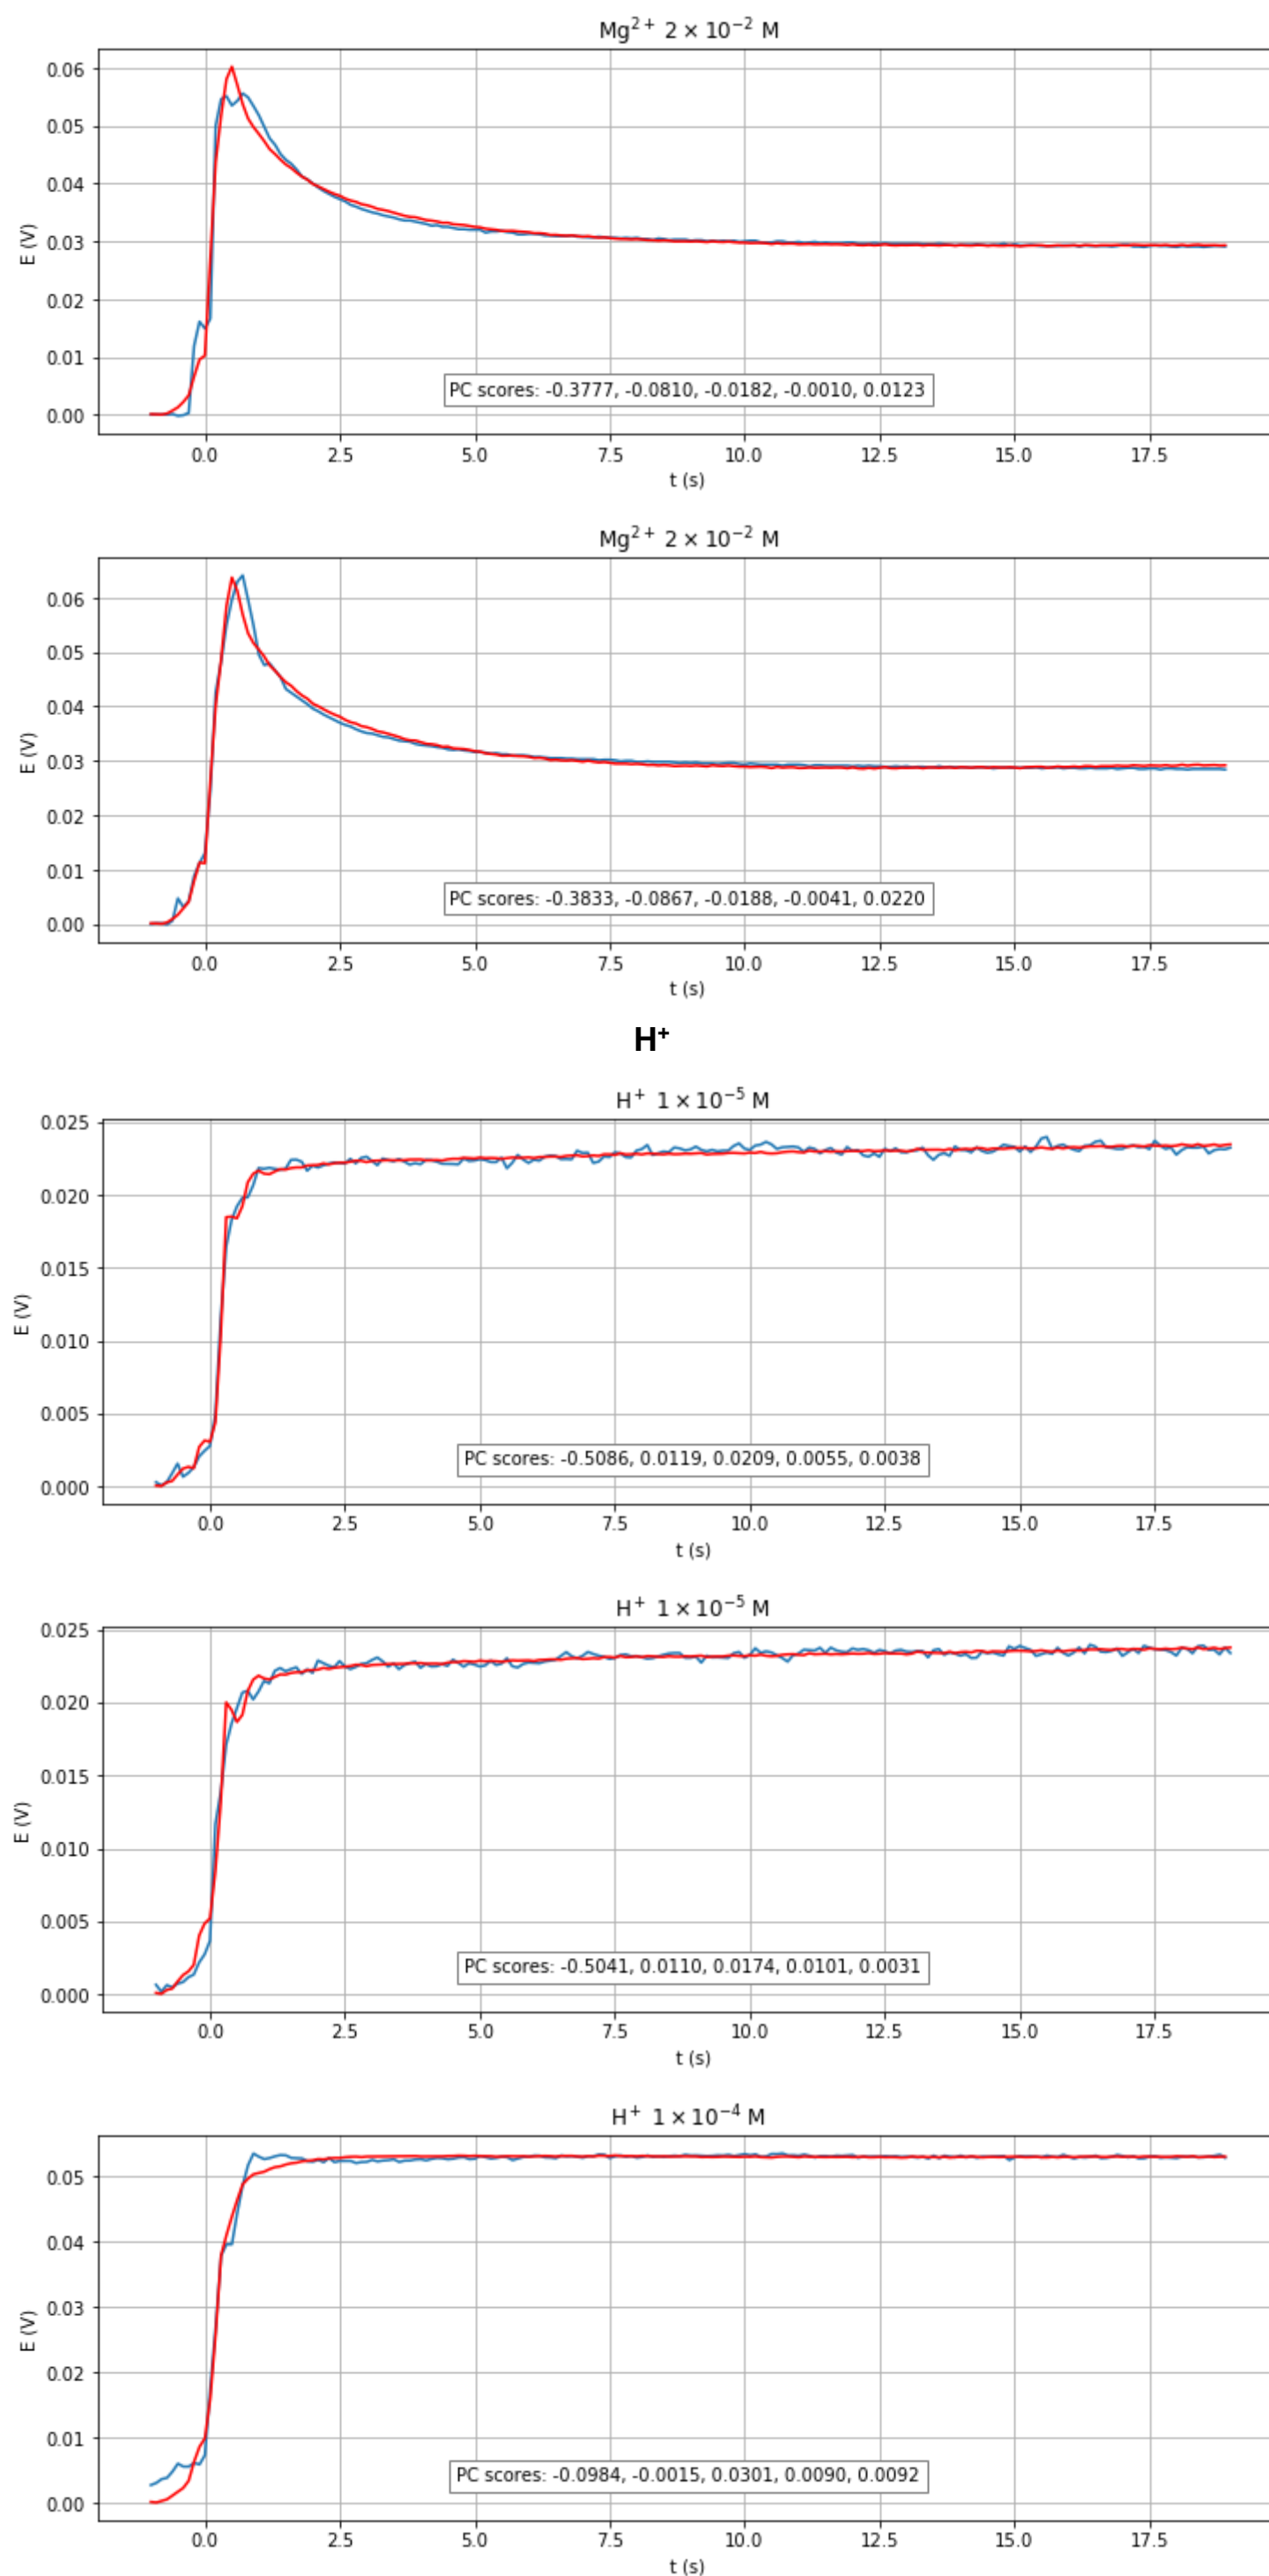 Mg²⁺ 2 × 10⁻² M
E (V)
0.06
0.05
0.04
0.03
0.02
0.01
0.00
PC scores: -0.3777, -0.0810, -0.0182, -0.0010, 0.0123
0.0 2.5 5.0 7.5 10.0 12.5 15.0 17.5
t (s)
Mg²⁺ 2 × 10⁻² M
E (V)
0.06
0.05
0.04
0.03
0.02
0.01
0.00
PC scores: -0.3833, -0.0867, -0.0188, -0.0041, 0.0220
0.0 2.5 5.0 7.5 10.0 12.5 15.0 17.5
t (s)
H⁺
H⁺ 1 × 10⁻⁵ M
E (V)
0.025
0.020
0.015
0.010
0.005
0.000
PC scores: -0.5086, 0.0119, 0.0209, 0.0055, 0.0038
0.0 2.5 5.0 7.5 10.0 12.5 15.0 17.5
t (s)
H⁺ 1 × 10⁻⁵ M
E (V)
0.025
0.020
0.015
0.010
0.005
0.000
PC scores: -0.5041, 0.0110, 0.0174, 0.0101, 0.0031
0.0 2.5 5.0 7.5 10.0 12.5 15.0 17.5
t (s)
H⁺ 1 × 10⁻⁴ M
E (V)
0.05
0.04
0.03
0.02
0.01
0.00
PC scores: -0.0984, -0.0015, 0.0301, 0.0090, 0.0092
0.0 2.5 5.0 7.5 10.0 12.5 15.0 17.5
t (s)